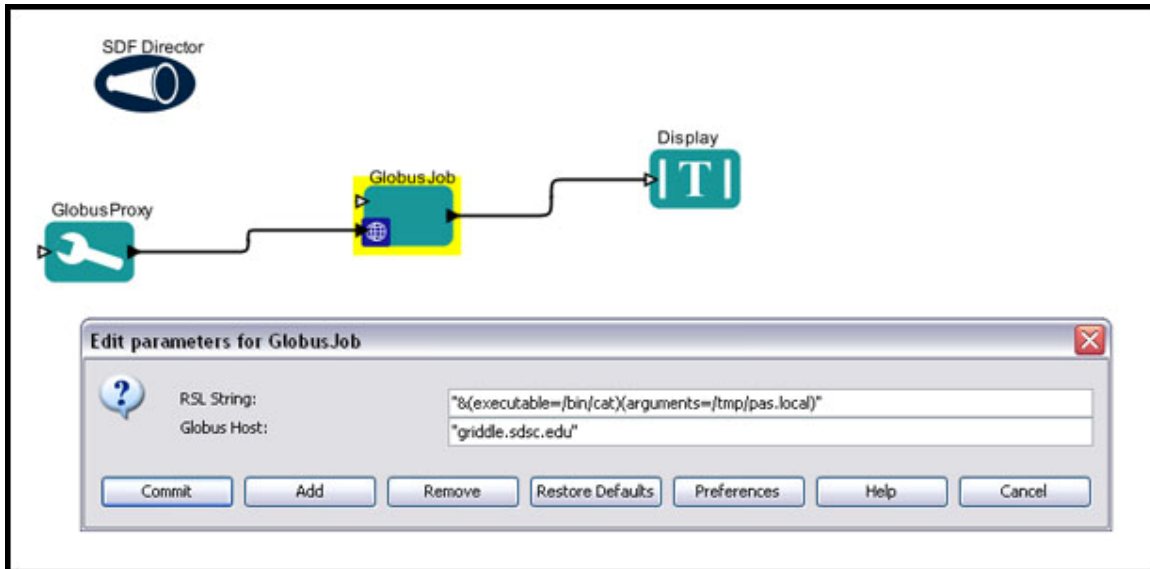 SDF Director
Display
GlobusJob
GlobusProxy
T
Edit parameters for GlobusJob
?
RSL String:
"&(executable=/bin/cat)(arguments=/tmp/pas.local)"
Globus Host:
"griddle.sdsc.edu"
Commit Add Remove Restore Defaults Preferences Help Cancel